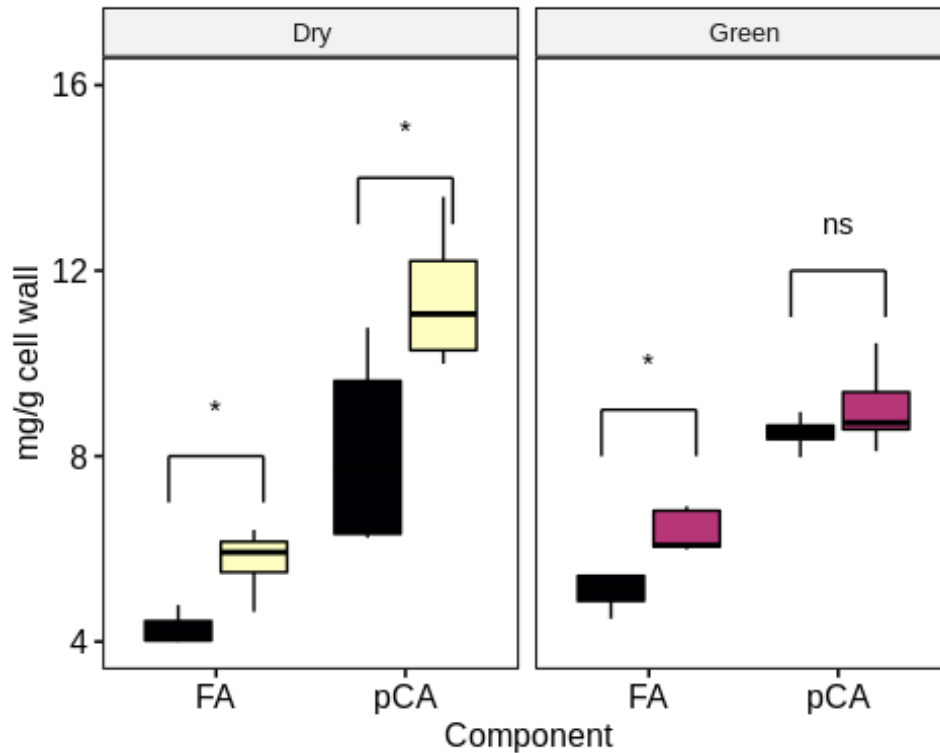 Dry
Green
16
12
8
4
mg/g cell wall
*
*
*
ns
FA
pCA
FA
pCA
Component